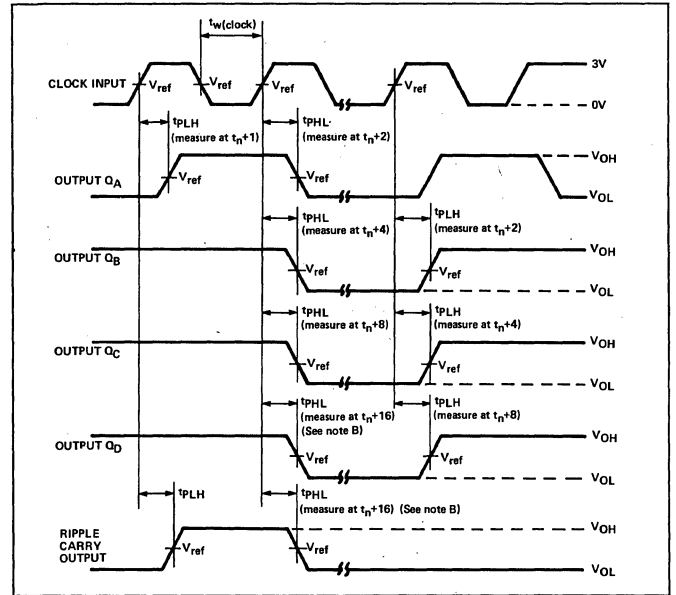 tw(clock)
CLOCK INPUT
Vref
Vref
Vref
Vref
3V
0V
tPLH
(measure at tn+1)
tPHL
(measure at tn+2)
OUTPUT QA
Vref
Vref
VOH
VOL
tPHL
(measure at tn+4)
tPLH
(measure at tn+2)
OUTPUT QB
Vref
Vref
VOH
VOL
tPHL
(measure at tn+8)
tPLH
(measure at tn+4)
OUTPUT QC
Vref
Vref
VOH
VOL
tPHL
(measure at tn+16)
(See note B)
tPLH
(measure at tn+8)
OUTPUT QD
Vref
Vref
VOH
VOL
tPLH
tPHL
(measure at tn+16) (See note B)
RIPPLE
CARRY
OUTPUT
Vref
Vref
VOH
VOL